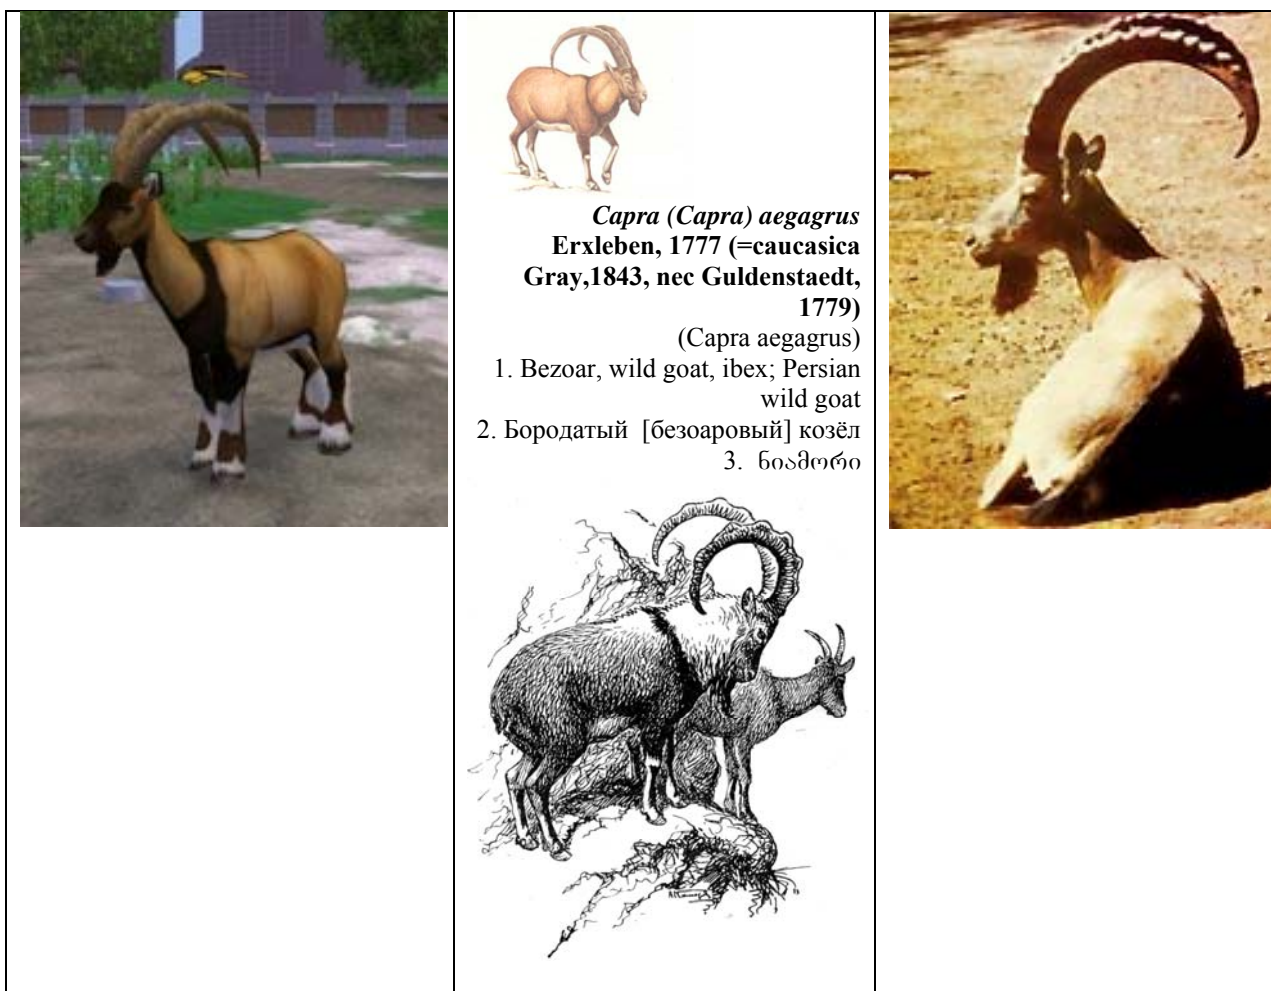 Capra (Capra) aegagrus
Erxleben, 1777 (=caucasica
Gray,1843, nec Guldenstaedt,
1779)
(Capra aegagrus)
1. Bezoar, wild goat, ibex; Persian
wild goat
2. Бородатый [безоаровый] козёл
3. ნიამორი